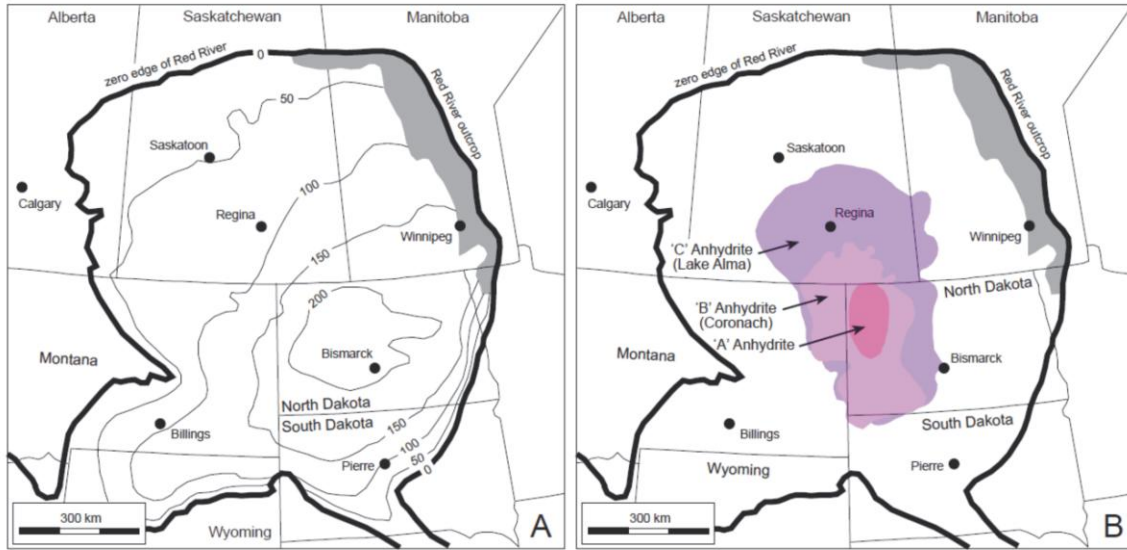 Alberta
Saskatchewan
Manitoba
zero edge of Red River
0
Red River outcrop
50
Saskatoon
100
Calgary
Regina
Winnipeg
150
200
Bismarck
Montana
North Dakota
South Dakota
Billings
150
100
50
0
Pierre
300 km
Wyoming
A
Alberta
Saskatchewan
Manitoba
zero edge of Red River
Red River outcrop
Saskatoon
Calgary
Regina
Winnipeg
'C' Anhydrite
(Lake Alma)
North Dakota
'B' Anhydrite
(Coronach)
'A' Anhydrite
Montana
Bismarck
South Dakota
Billings
Wyoming
Pierre
300 km
B